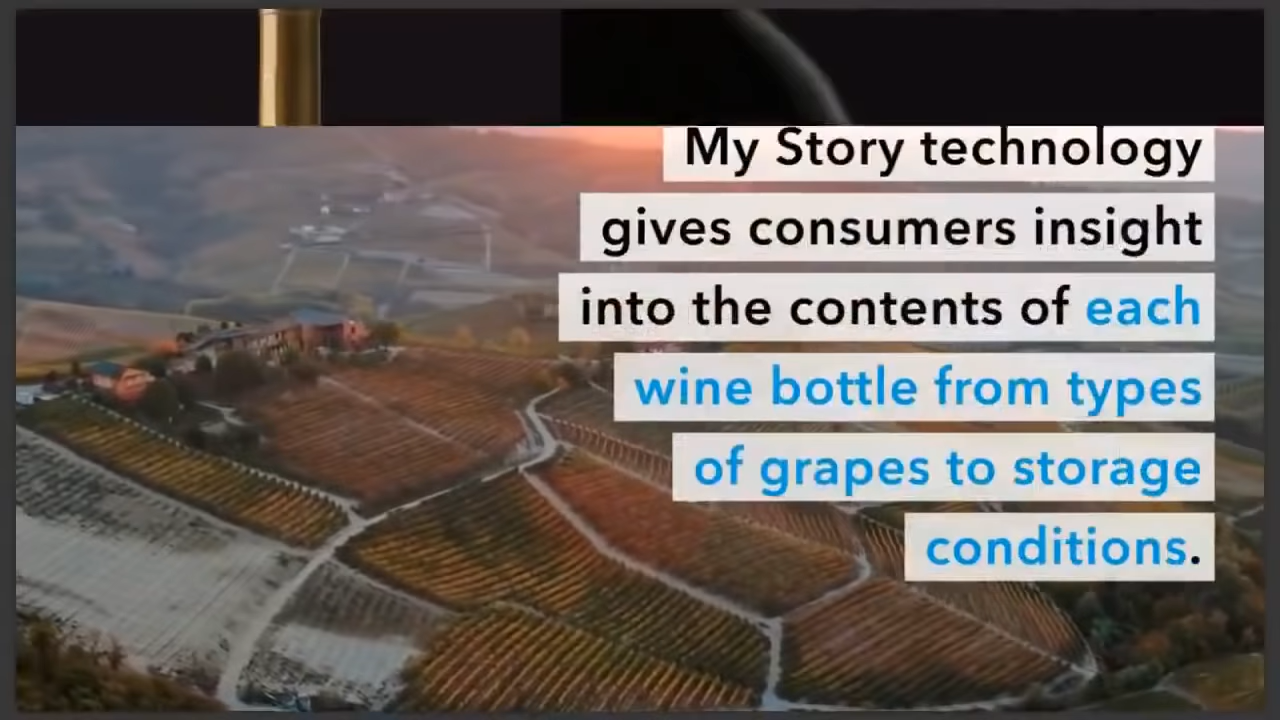 My Story technology
gives consumers insight
into the contents of each
wine bottle from types
of grapes to storage
conditions.